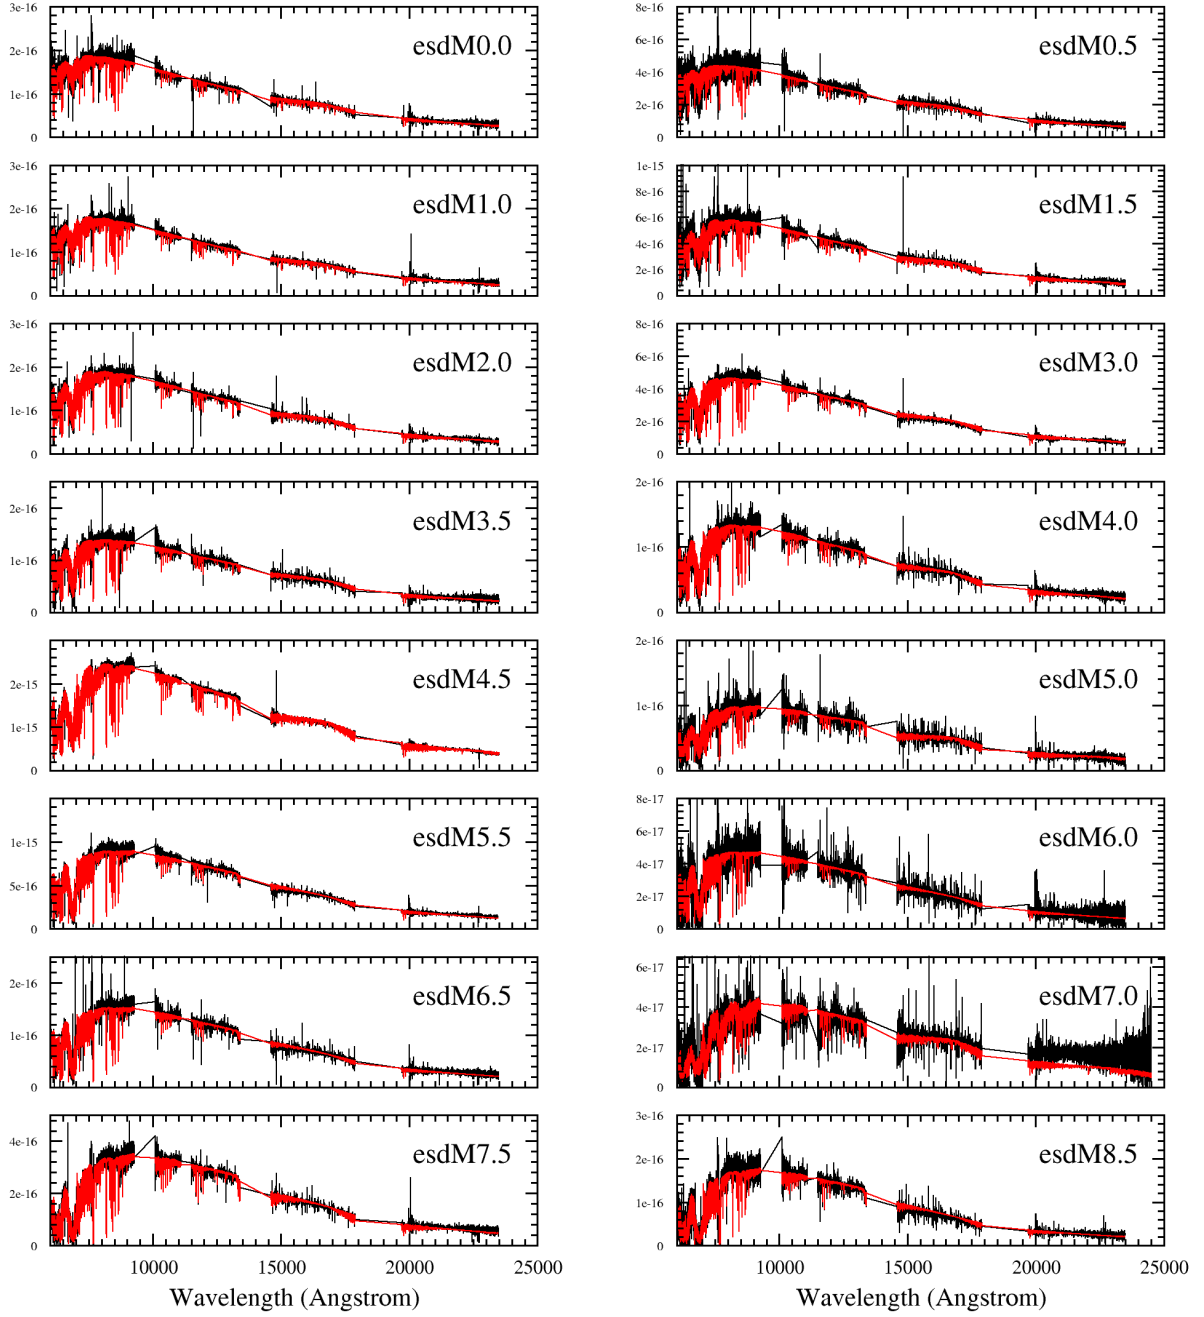 3e-16
2e-16
1e-16
0
esdM0.0
8e-16
6e-16
4e-16
2e-16
0
esdM0.5
3e-16
2e-16
1e-16
0
esdM1.0
1e-15
8e-16
6e-16
4e-16
2e-16
0
esdM1.5
3e-16
2e-16
1e-16
0
esdM2.0
8e-16
6e-16
4e-16
2e-16
0
esdM3.0
2e-16
1e-16
0
esdM3.5
2e-16
1e-16
0
esdM4.0
2e-15
1e-15
0
esdM4.5
2e-16
1e-16
0
esdM5.0
1e-15
5e-16
0
esdM5.5
8e-17
6e-17
4e-17
2e-17
0
esdM6.0
2e-16
1e-16
0
esdM6.5
6e-17
4e-17
2e-17
0
esdM7.0
4e-16
2e-16
0
esdM7.5
3e-16
2e-16
1e-16
0
esdM8.5
10000 15000 20000 25000
Wavelength (Angstrom)
10000 15000 20000 25000
Wavelength (Angstrom)